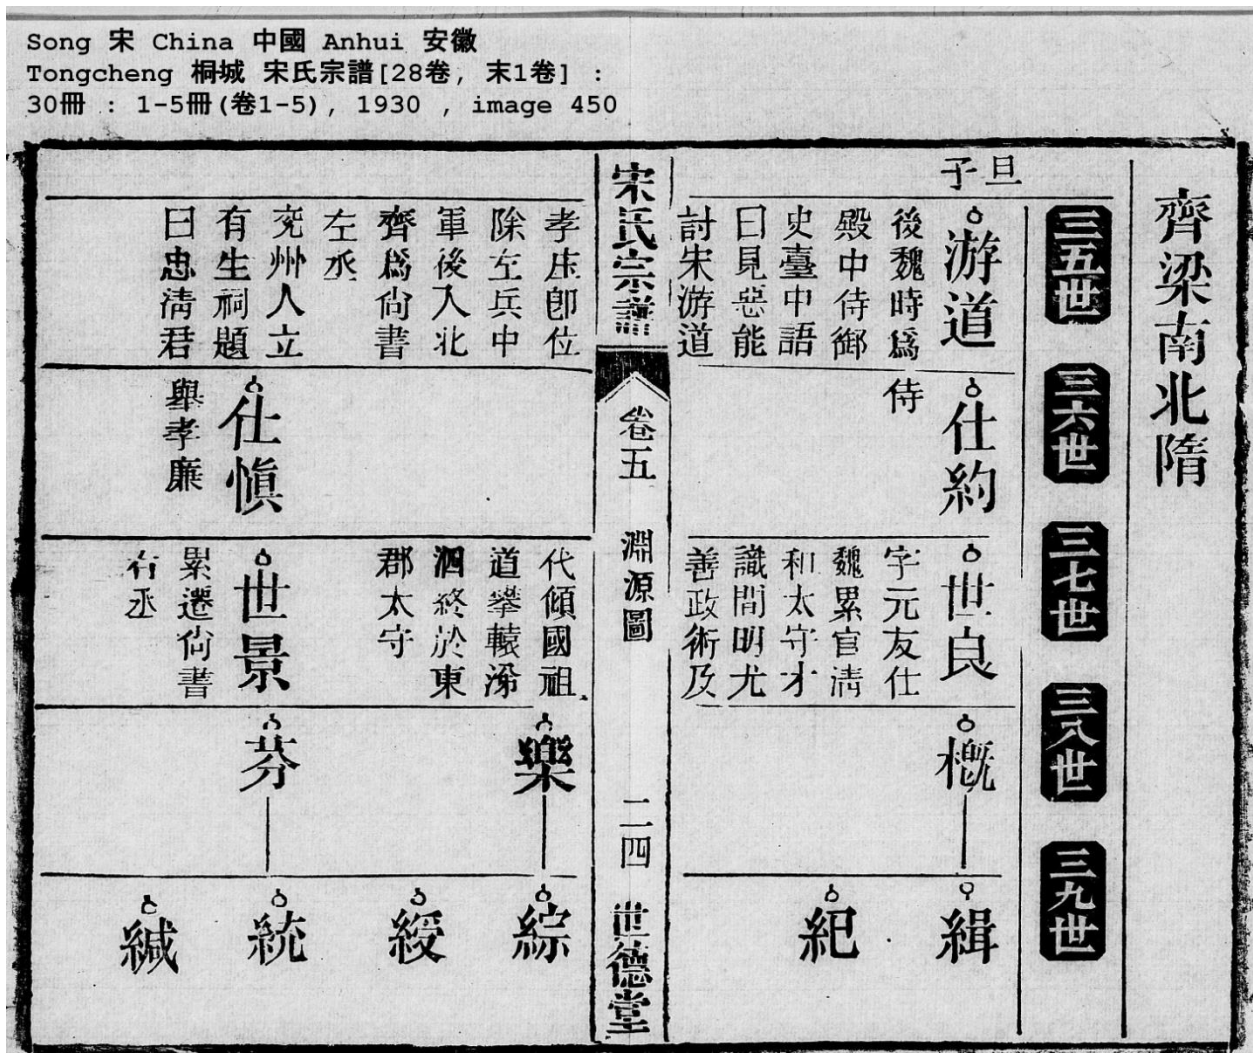 Song 宋 China 中國 Anhui 安徽
Tongcheng 桐城 宋氏宗譜[28卷, 末1卷] :
30冊 : 1-5冊(卷1-5), 1930 , image 450
齊梁南北隋
三五世
三六世
三七世
三八世
三九世
旦子
游道
後魏時爲
殿中侍御
史臺中語
曰見惡能
討朱游道
仕約
侍
世良
字元友仕
魏累官淸
和太守才
識間明尤
善政術及
槪
緝
紀
宋氏宗譜
卷五
淵源圖
二四
世德堂
孝庄卽位
除左兵中
軍後入北
齊爲尙書
左丞
兗州人立
有生祠題
曰忠淸君
仕愼
舉孝廉
代傾國祖
道攀轅涕
泗終於東
郡太守
世景
累遷尙書
右丞
樂
芬
綜
綬
統
緘